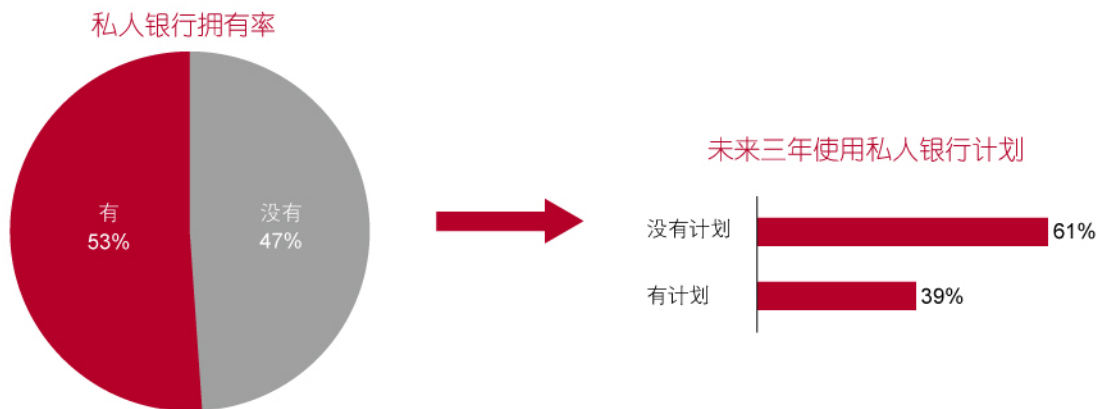 私人银行拥有率
有
53%
没有
47%
未来三年使用私人银行计划
没有计划
61%
有计划
39%